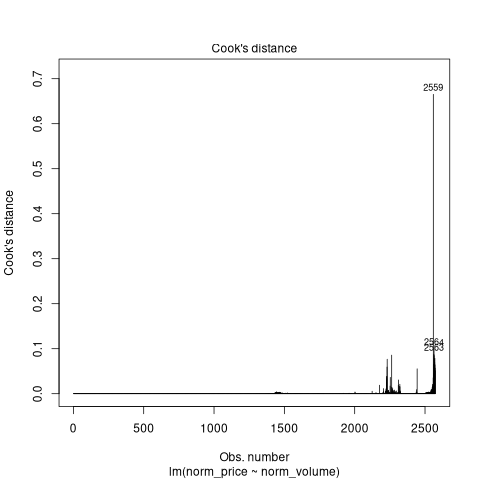 Cook's distance
0.7
0.6
0.5
0.4
0.3
0.2
0.1
0.0
Cook's distance
2559
2564
2563
0 500 1000 1500 2000 2500
Obs. number
lm(norm_price ~ norm_volume)